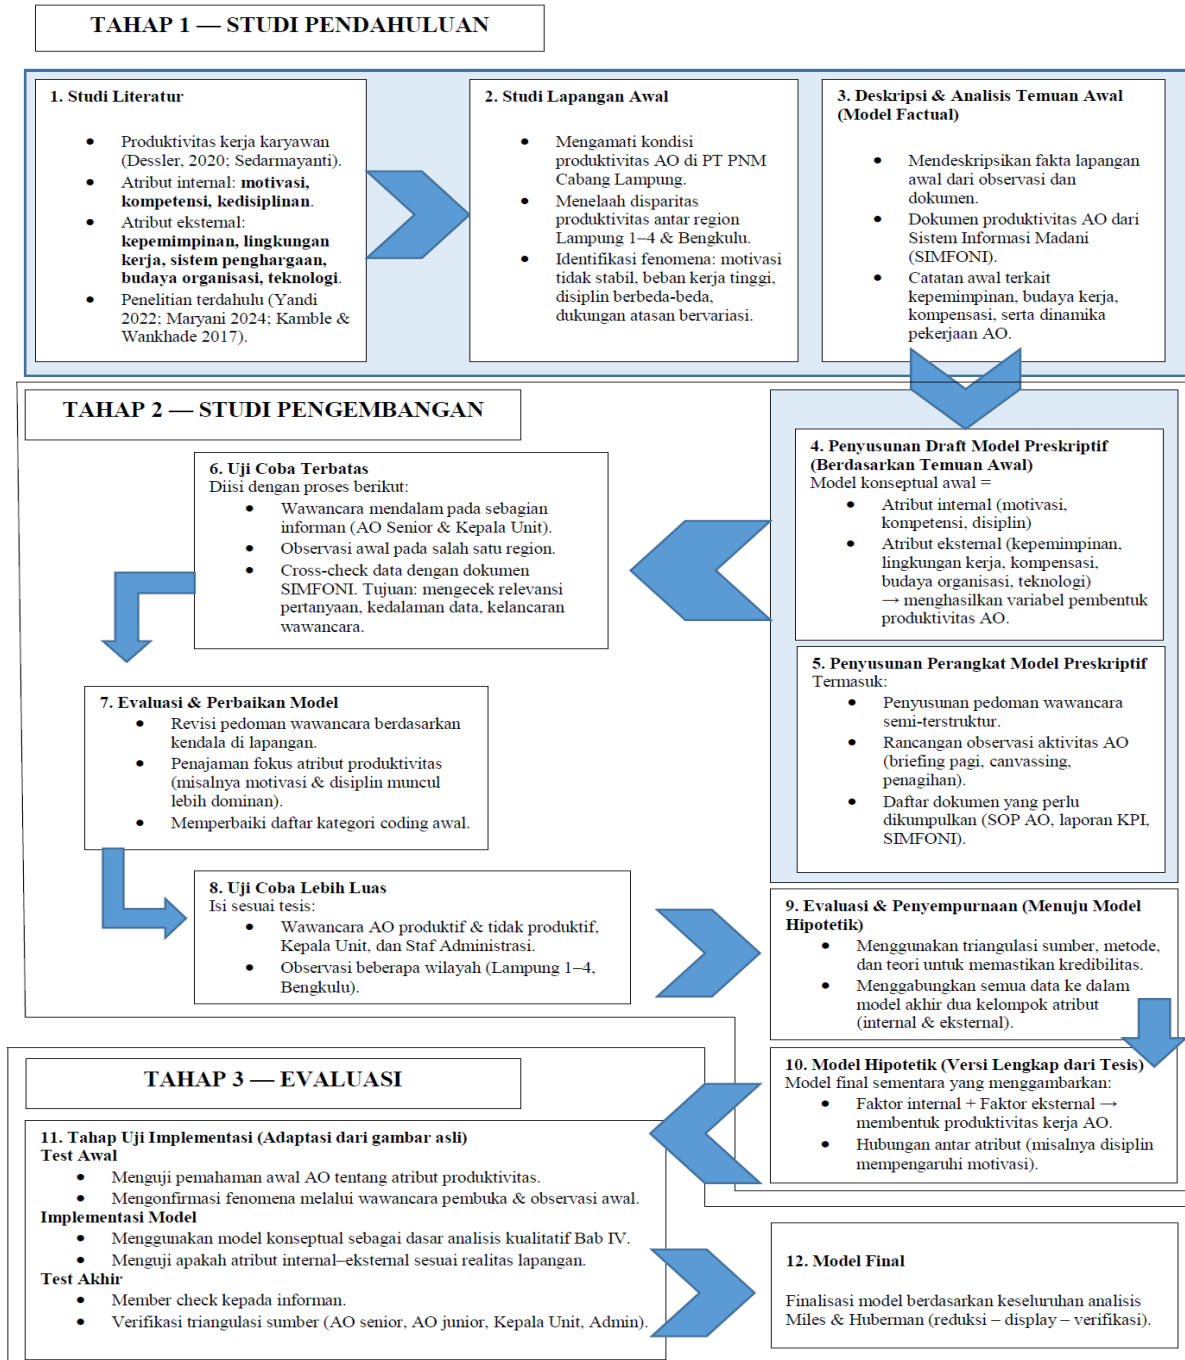 TAHAP 1 — STUDI PENDAHULUAN
1. Studi Literatur
• Produktivitas kerja karyawan
(Dessler, 2020; Sedarmayanti).
• Atribut internal: motivasi,
kompetensi, kedisiplinan.
• Atribut eksternal:
kepemimpinan, lingkungan
kerja, sistem penghargaan,
budaya organisasi, teknologi.
• Penelitian terdahulu (Yandi
2022; Maryani 2024; Kamble &
Wankhade 2017).
2. Studi Lapangan Awal
• Mengamati kondisi
produktivitas AO di PT PNM
Cabang Lampung.
• Menelaah disparitas
produktivitas antar region
Lampung 1–4 & Bengkulu.
• Identifikasi fenomena: motivasi
tidak stabil, beban kerja tinggi,
disiplin berbeda-beda,
dukungan atasan bervariasi.
3. Deskripsi & Analisis Temuan Awal
(Model Factual)
• Mendeskripsikan fakta lapangan
awal dari observasi dan
dokumen.
• Dokumen produktivitas AO dari
Sistem Informasi Madani
(SIMFONI).
• Catatan awal terkait
kepemimpinan, budaya kerja,
kompensasi, serta dinamika
pekerjaan AO.
TAHAP 2 — STUDI PENGEMBANGAN
4. Penyusunan Draft Model Preskriptif
(Berdasarkan Temuan Awal)
Model konseptual awal =
• Atribut internal (motivasi,
kompetensi, disiplin)
• Atribut eksternal (kepemimpinan,
lingkungan kerja, kompensasi,
budaya organisasi, teknologi)
→ menghasilkan variabel pembentuk
produktivitas AO.
5. Penyusunan Perangkat Model Preskriptif
Termasuk:
• Penyusunan pedoman wawancara
semi-terstruktur.
• Rancangan observasi aktivitas AO
(briefing pagi, canvassing,
penagihan).
• Daftar dokumen yang perlu
dikumpulkan (SOP AO, laporan KPI,
SIMFONI).
6. Uji Coba Terbatas
Diisi dengan proses berikut:
• Wawancara mendalam pada sebagian
informan (AO Senior & Kepala Unit).
• Observasi awal pada salah satu region.
• Cross-check data dengan dokumen
SIMFONI. Tujuan: mengecek relevansi
pertanyaan, kedalaman data, kelancaran
wawancara.
7. Evaluasi & Perbaikan Model
• Revisi pedoman wawancara berdasarkan
kendala di lapangan.
• Penajaman fokus atribut produktivitas
(misalnya motivasi & disiplin muncul
lebih dominan).
• Memperbaiki daftar kategori coding awal.
8. Uji Coba Lebih Luas
Isi sesuai tesis:
• Wawancara AO produktif & tidak produktif,
Kepala Unit, dan Staf Administrasi.
• Observasi beberapa wilayah (Lampung 1–4,
Bengkulu).
9. Evaluasi & Penyempurnaan (Menuju Model
Hipotetik)
• Menggunakan triangulasi sumber, metode,
dan teori untuk memastikan kredibilitas.
• Menggabungkan semua data ke dalam
model akhir dua kelompok atribut
(internal & eksternal).
10. Model Hipotetik (Versi Lengkap dari Tesis)
Model final sementara yang menggambarkan:
• Faktor internal + Faktor eksternal →
membentuk produktivitas kerja AO.
• Hubungan antar atribut (misalnya disiplin
mempengaruhi motivasi).
TAHAP 3 — EVALUASI
11. Tahap Uji Implementasi (Adaptasi dari gambar asli)
Test Awal
• Menguji pemahaman awal AO tentang atribut produktivitas.
• Mengonfirmasi fenomena melalui wawancara pembuka & observasi awal.
Implementasi Model
• Menggunakan model konseptual sebagai dasar analisis kualitatif Bab IV.
• Menguji apakah atribut internal–eksternal sesuai realitas lapangan.
Test Akhir
• Member check kepada informan.
• Verifikasi triangulasi sumber (AO senior, AO junior, Kepala Unit, Admin).
12. Model Final
Finalisasi model berdasarkan keseluruhan analisis
Miles & Huberman (reduksi – display – verifikasi).